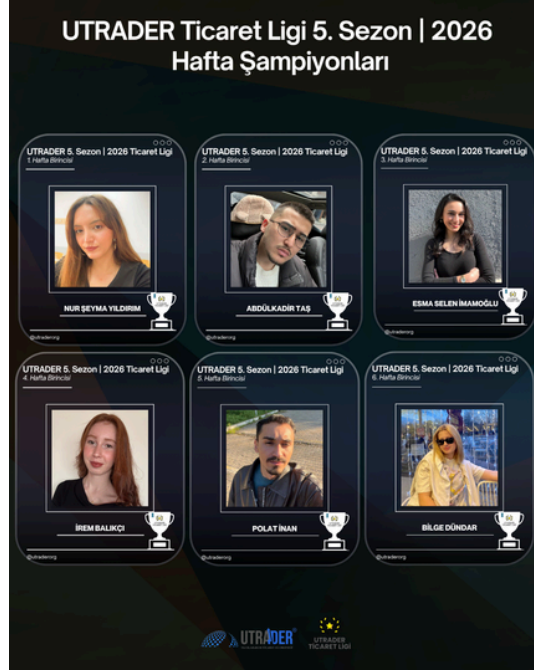 UTRADER Ticaret Ligi 5. Sezon | 2026
Hafta Şampiyonları
UTRADER 5. Sezon | 2026 Ticaret Ligi
1. Hafta Birincisi
NUR ŞEYMA YILDIRIM
@utraderorg
UTRADER 5. Sezon | 2026 Ticaret Ligi
2. Hafta Birincisi
ABDÜLKADİR TAŞ
@utraderorg
UTRADER 5. Sezon | 2026 Ticaret Ligi
3. Hafta Birincisi
ESMA SELEN İMAMOĞLU
@utraderorg
UTRADER 5. Sezon | 2026 Ticaret Ligi
4. Hafta Birincisi
İREM BALIKÇI
@utraderorg
UTRADER 5. Sezon | 2026 Ticaret Ligi
5. Hafta Birincisi
POLAT İNAN
@utraderorg
UTRADER 5. Sezon | 2026 Ticaret Ligi
6. Hafta Birincisi
BİLGE DÜNDAR
@utraderorg
UTRADER
UTRADER
TİCARET LİGİ